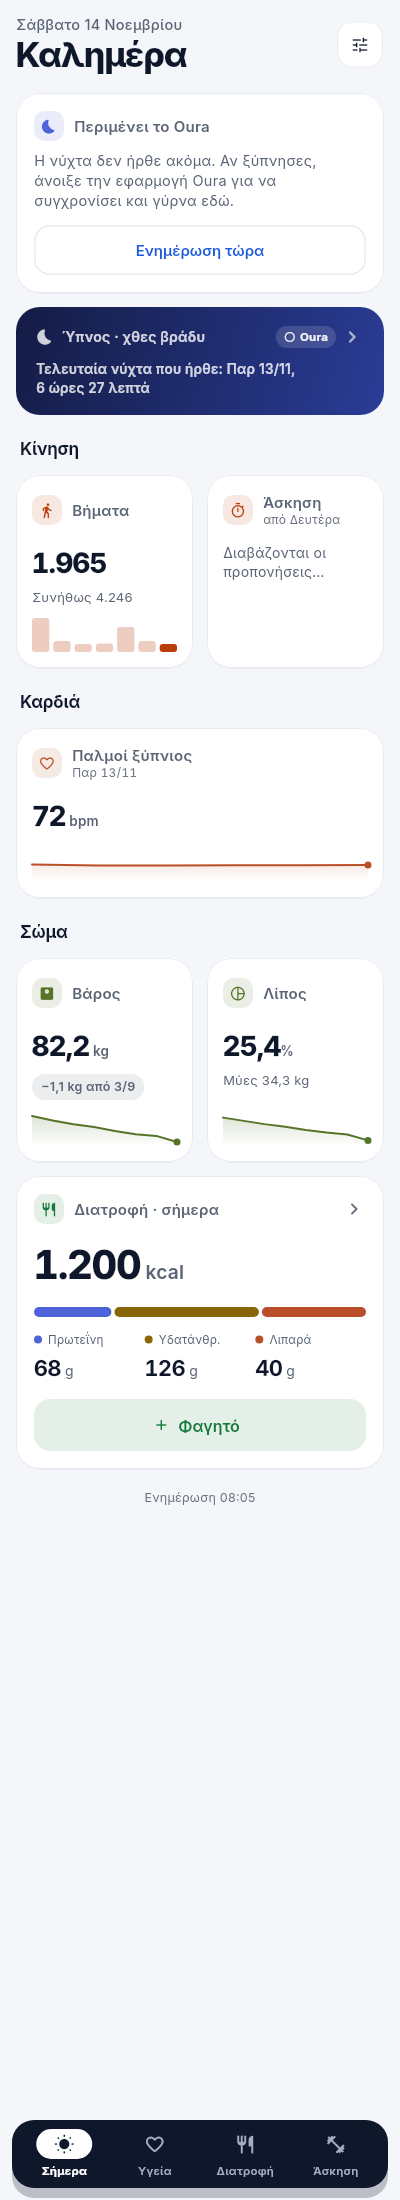 Σάββατο 14 Νοεμβρίου
Καλημέρα
Περιμένει το Oura
Η νύχτα δεν ήρθε ακόμα. Αν ξύπνησες,
άνοιξε την εφαρμογή Oura για να
συγχρονίσει και γύρνα εδώ.
Ενημέρωση τώρα
Ύπνος · χθες βράδυ
Oura
Τελευταία νύχτα που ήρθε: Παρ 13/11,
6 ώρες 27 λεπτά
Κίνηση
Βήματα
1.965
Συνήθως 4.246
Άσκηση
από Δευτέρα
Διαβάζονται οι
προπονήσεις…
Καρδιά
Παλμοί ξύπνιος
Παρ 13/11
72 bpm
Σώμα
Βάρος
82,2 kg
−1,1 kg από 3/9
Λίπος
25,4%
Μύες 34,3 kg
Διατροφή · σήμερα
1.200 kcal
Πρωτεΐνη Υδατάνθρ. Λιπαρά
68 g 126 g 40 g
+ Φαγητό
Ενημέρωση 08:05
Σήμερα Υγεία Διατροφή Άσκηση